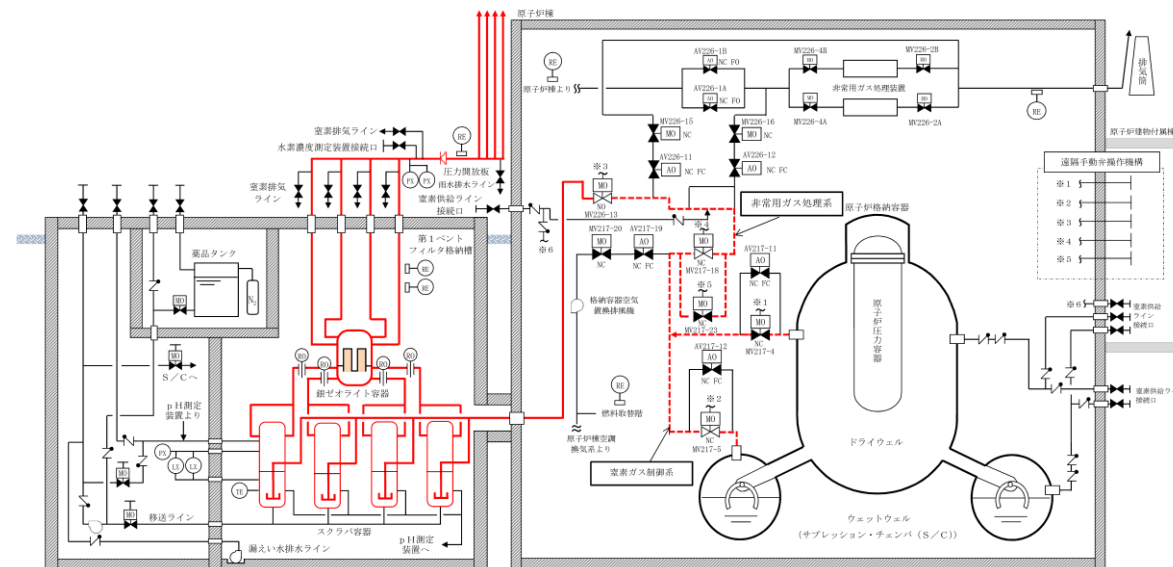 原子炉棟
RE
原子炉棟より
AV226-1B
AO
NC FO
AO
NC FO
AV226-1A
MV226-4B
MO
MV226-2B
MO
非常用ガス処理装置
MO
MO
MV226-4A
MV226-2A
RE
排気筒
原子炉建物付属棟
MV226-15
MO
NC
MV226-16
MO
NC
AV226-11
AO
AV226-12
AO
遠隔手動弁操作機構
※1
※2
※3
※4
※5
窒素排気ライン
水素濃度測定装置接続口
RE
PX
PX
圧力開放板
雨水排水ライン
窒素排気
ライン
窒素供給ライン
接続口
※6
※3
MO
NO
MV226-13
非常用ガス処理系
原子炉格納容器
第1ベント
フィルタ格納槽
RE
RE
薬品タンク
MO
N2
MV217-20
MO
NC
AV217-19
AO
NC FC
※4
MO
NC
MV217-18
AV217-11
AO
NC FC
※5
MO
NC
MV217-23
※1
MO
NC
MV217-4
格納容器空気
置換排風機
原子炉圧力容器
※6
窒素供給
ライン
接続口
MO
S/Cへ
RO
RO
RO
RO
銀ゼオライト容器
AV217-12
AO
NC FC
RE
燃料取替階
原子炉棟空調
換気系より
※2
MO
NC
MV217-5
窒素供給ライン
接続口
pH測定
装置より
PX
LX
LX
MO
TE
ドライウェル
窒素ガス制御系
MO
移送ライン
スクラバ容器
pH測定
装置へ
漏えい水排水ライン
ウェットウェル
(サプレッション・チェンバ(S/C))